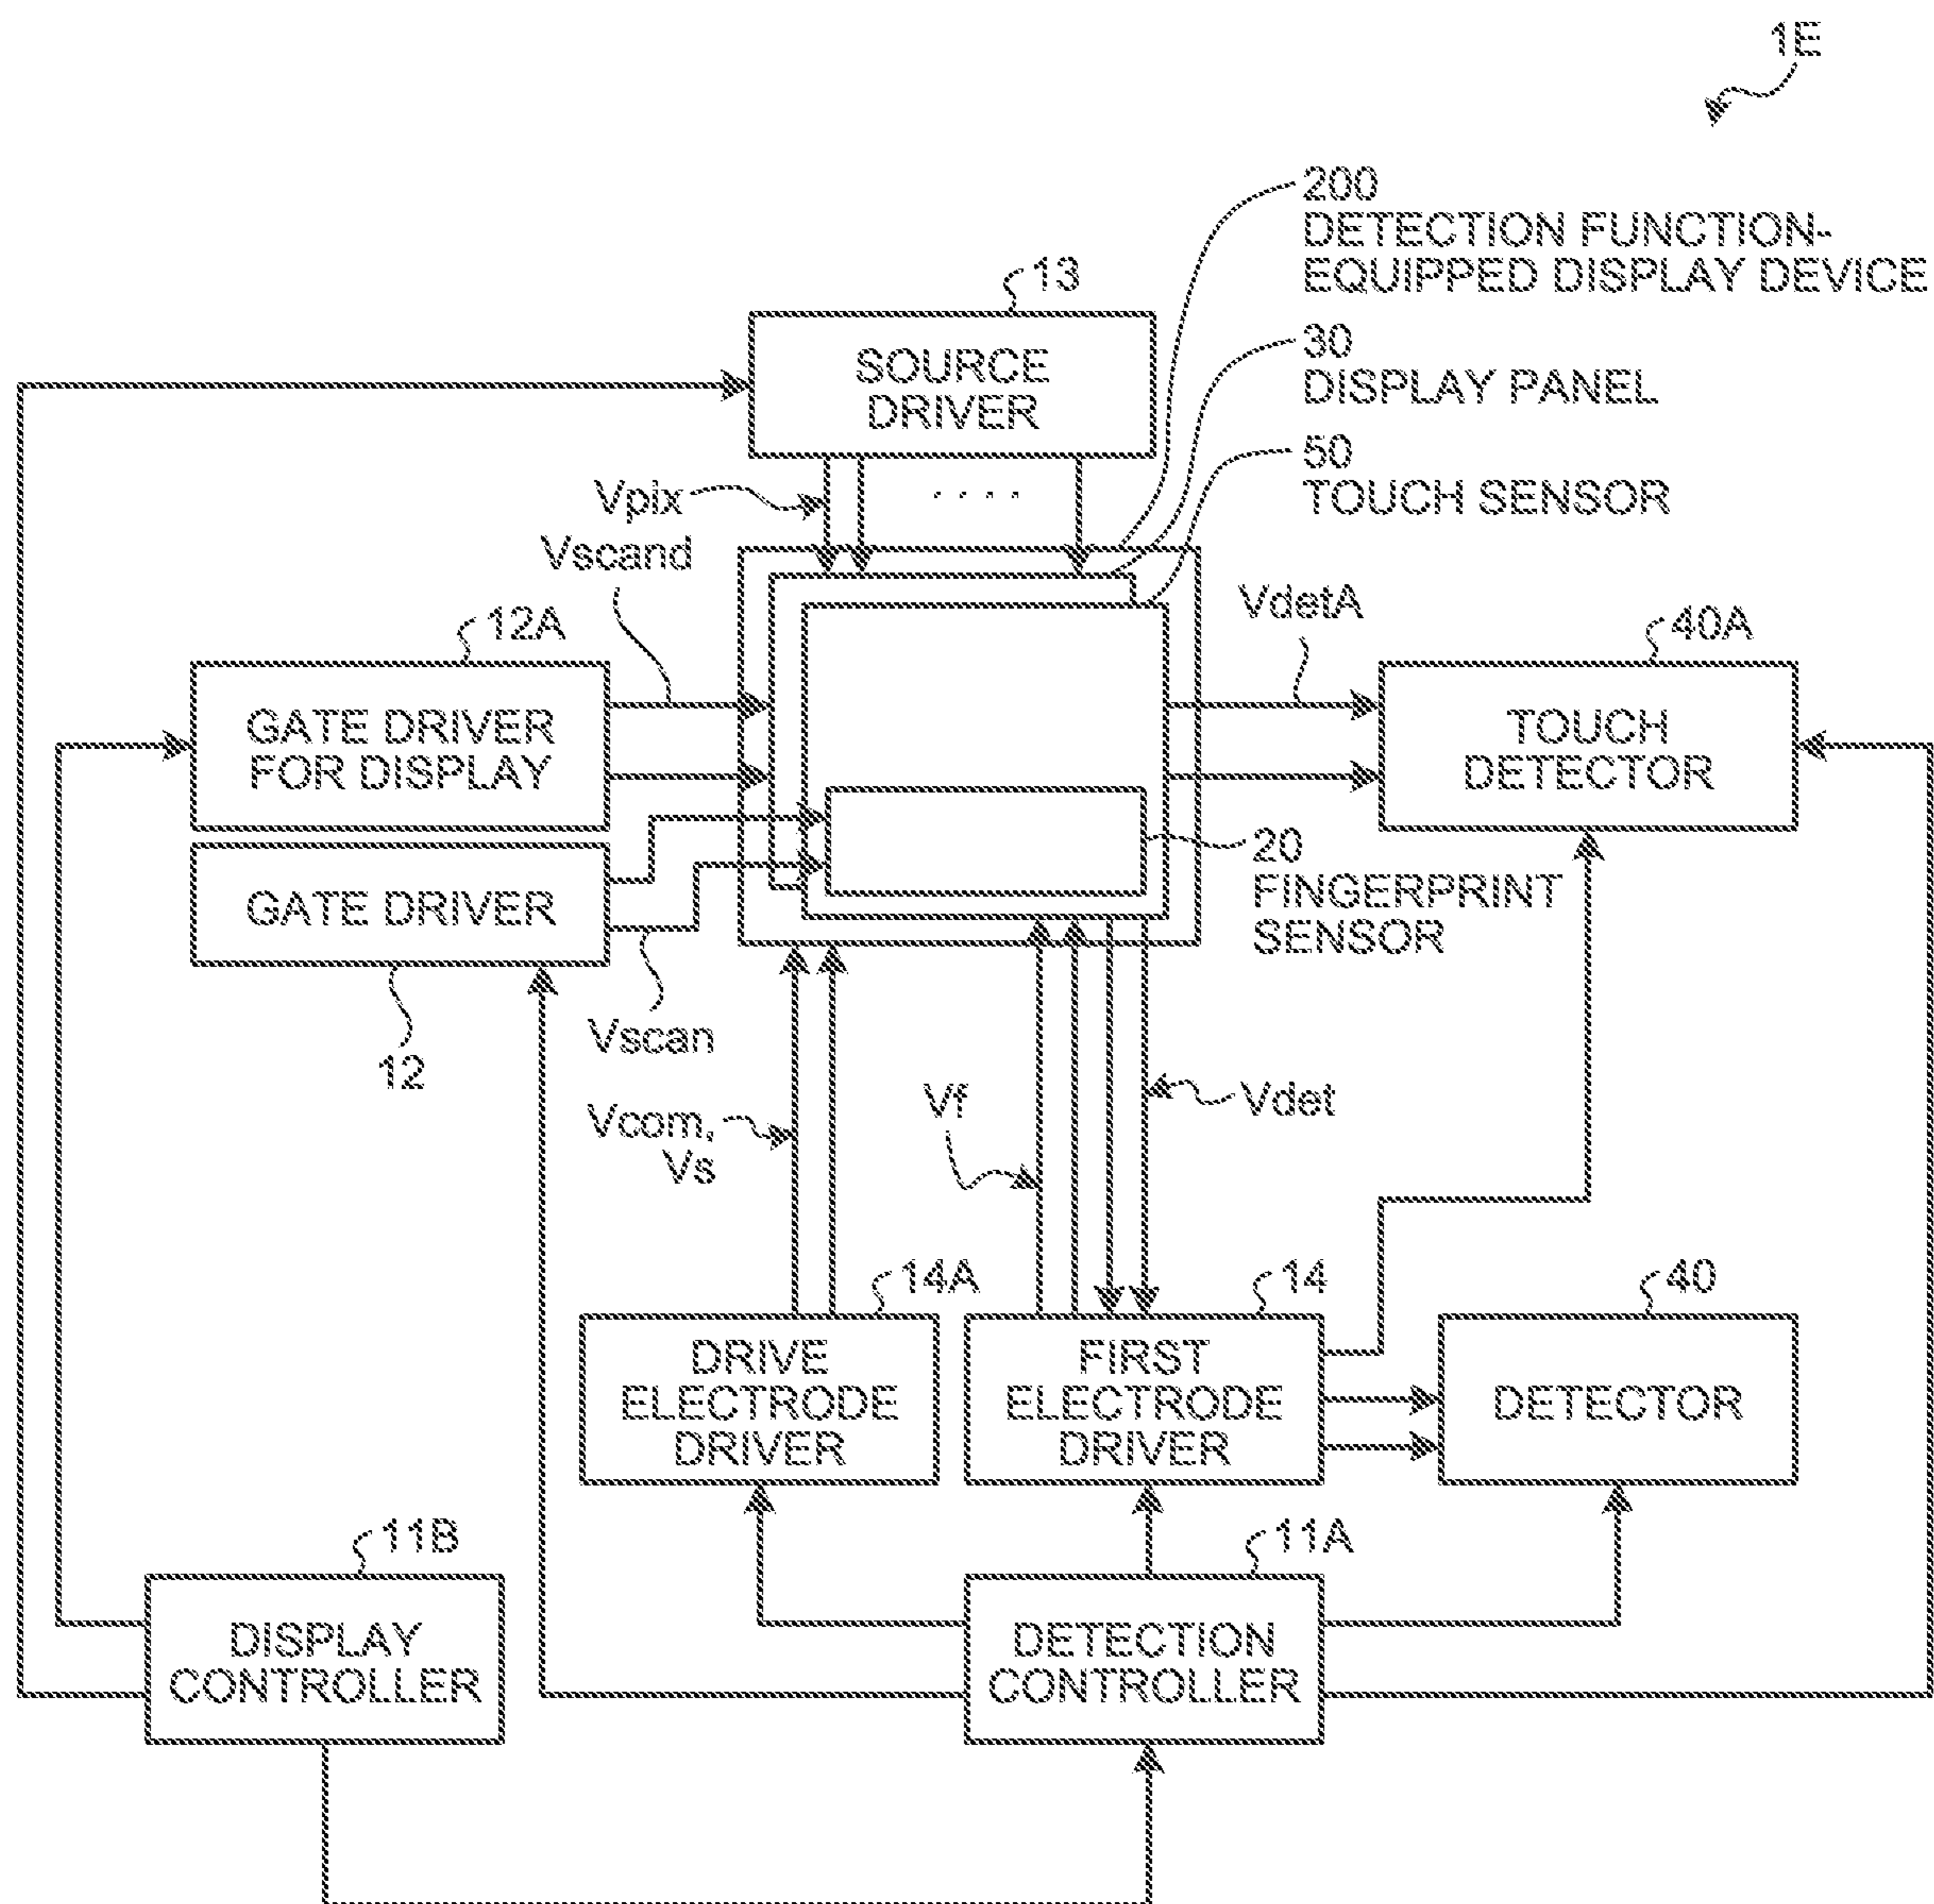 1E
200
DETECTION FUNCTION-
EQUIPPED DISPLAY DEVICE
13
30
DISPLAY PANEL
SOURCE
DRIVER
50
TOUCH SENSOR
Vpix
. . . .
Vscand
VdetA
12A
40A
GATE DRIVER
FOR DISPLAY
TOUCH
DETECTOR
20
FINGERPRINT
SENSOR
GATE DRIVER
12
Vscan
Vcom,
Vs
Vf
Vdet
14A
14
40
DRIVE
ELECTRODE
DRIVER
FIRST
ELECTRODE
DRIVER
DETECTOR
11B
11A
DISPLAY
CONTROLLER
DETECTION
CONTROLLER